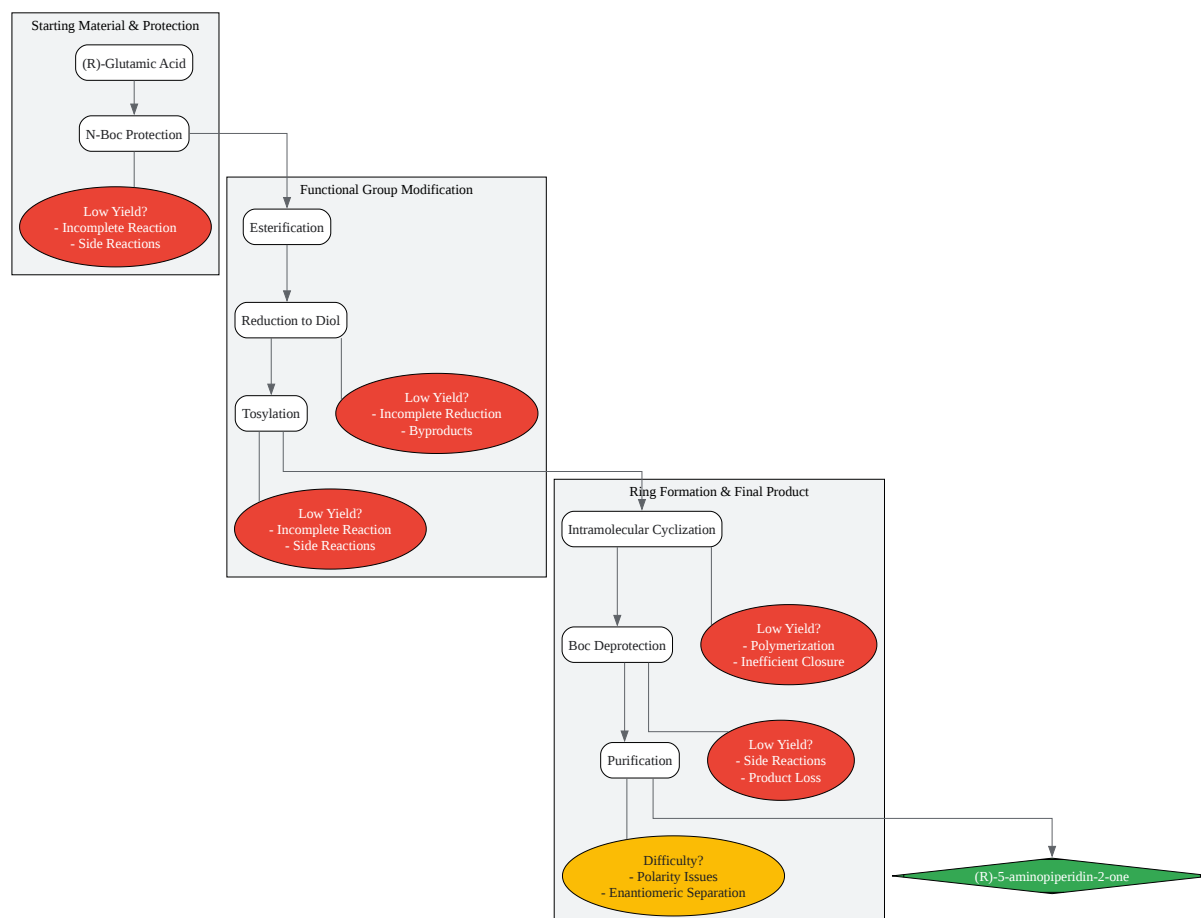 Starting Material & Protection
(R)-Glutamic Acid
N-Boc Protection
Low Yield?
- Incomplete Reaction
- Side Reactions
Functional Group Modification
Esterification
Reduction to Diol
Low Yield?
- Incomplete Reduction
- Byproducts
Tosylation
Low Yield?
- Incomplete Reaction
- Side Reactions
Ring Formation & Final Product
Intramolecular Cyclization
Low Yield?
- Polymerization
- Inefficient Closure
Boc Deprotection
Low Yield?
- Side Reactions
- Product Loss
Purification
Difficulty?
- Polarity Issues
- Enantiomeric Separation
(R)-5-aminopiperidin-2-one